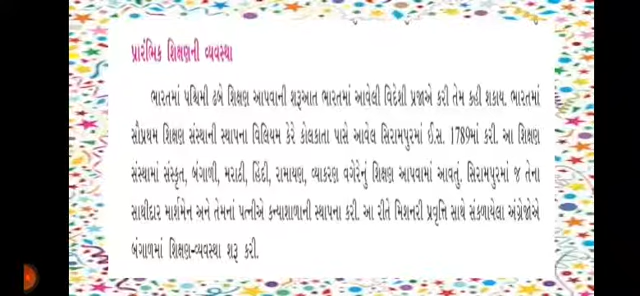 પ્રારંભિક શિક્ષણની વ્યવસ્થા
ભારતમાં પશ્ચિમી ઢબે શિક્ષણ આપવાની શરૂઆત ભારતમાં આવેલી વિદેશી પ્રજાએ કરી તેમ કહી શકાય. ભારતમાં
સૌપ્રથમ શિક્ષણ સંસ્થાની સ્થાપના વિલિયમ કેરે કોલકાતા પાસે આવેલ સિરામપુરમાં ઈ.સ. 1789માં કરી. આ શિક્ષણ
સંસ્થામાં સંસ્કૃત, બંગાળી, મરાઠી, હિંદી, રામાયણ, વ્યાકરણ વગેરેનું શિક્ષણ આપવામાં આવતું. સિરામપુરમાં જ તેના
સાથીદાર માર્શમેન અને તેમનાં પત્નીએ કન્યાશાળાની સ્થાપના કરી. આ રીતે મિશનરી પ્રવૃત્તિ સાથે સંકળાયેલા અંગ્રેજોએ
બંગાળમાં શિક્ષણ-વ્યવસ્થા શરૂ કરી.